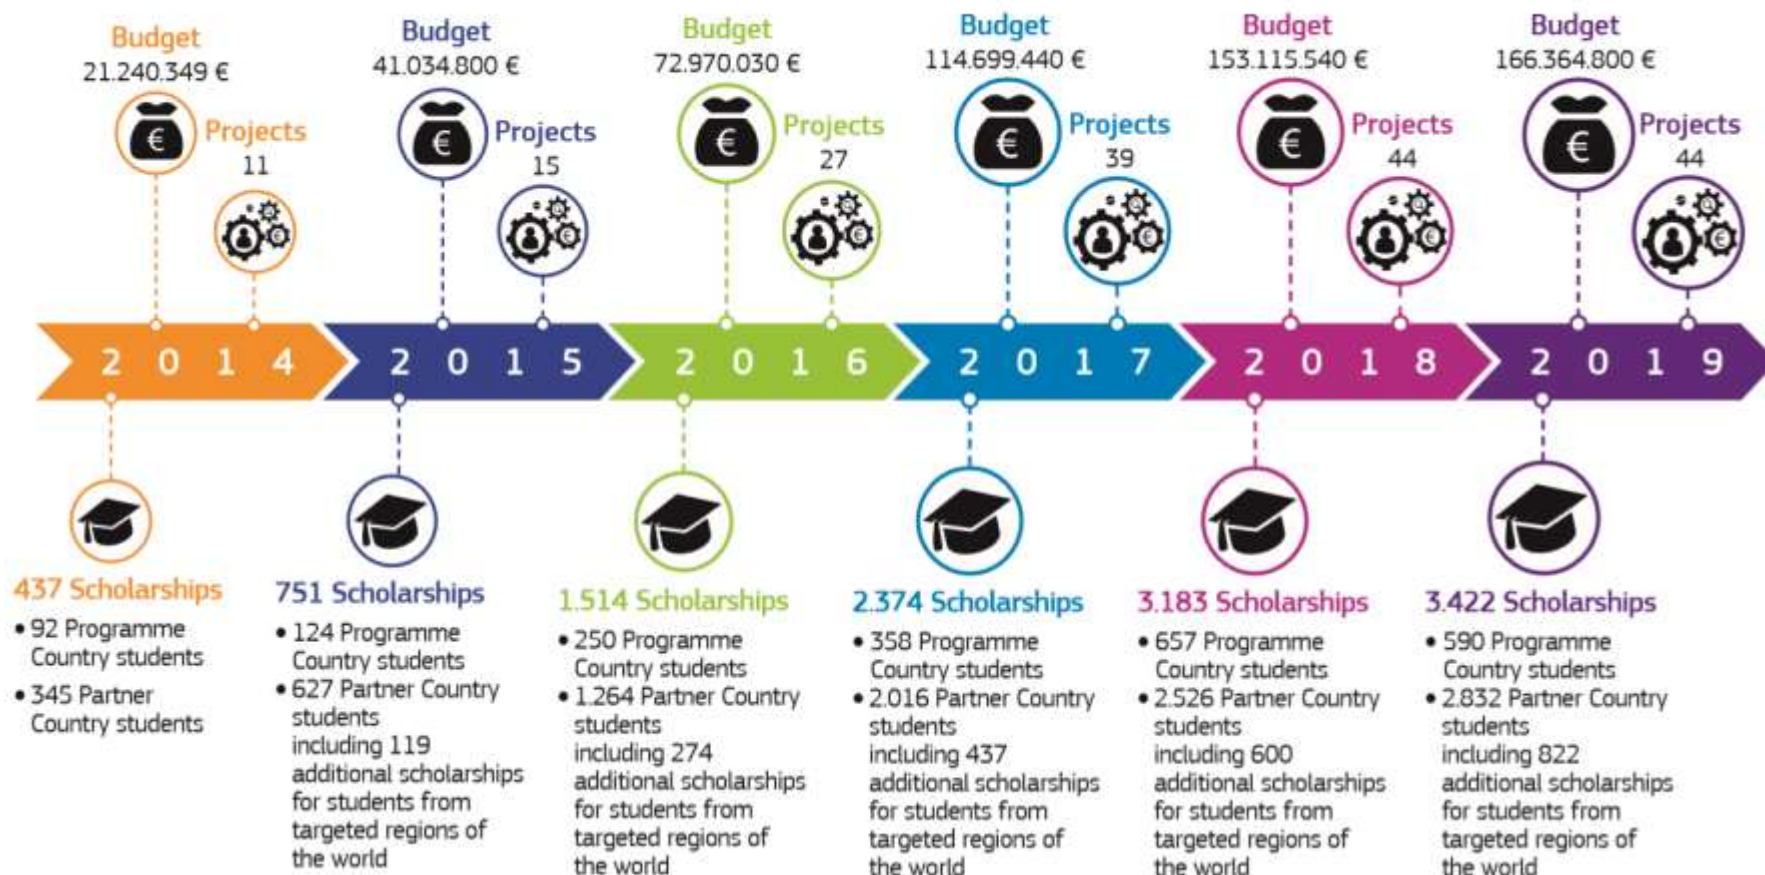 Budget
21.240.349 €
Projects
11
Budget
41.034.800 €
Projects
15
Budget
72.970.030 €
Projects
27
Budget
114.699.440 €
Projects
39
Budget
153.115.540 €
Projects
44
Budget
166.364.800 €
Projects
44
2014
2015
2016
2017
2018
2019
437 Scholarships
• 92 Programme
Country students
• 345 Partner
Country students
751 Scholarships
• 124 Programme
Country students
• 627 Partner Country
students
including 119
additional scholarships
for students from
targeted regions of
the world
1.514 Scholarships
• 250 Programme
Country students
• 1.264 Partner Country
students
including 274
additional scholarships
for students from
targeted regions of
the world
2.374 Scholarships
• 358 Programme
Country students
• 2.016 Partner Country
students
including 437
additional scholarships
for students from
targeted regions of
the world
3.183 Scholarships
• 657 Programme
Country students
• 2.526 Partner Country
students
including 600
additional scholarships
for students from
targeted regions of
the world
3.422 Scholarships
• 590 Programme
Country students
• 2.832 Partner Country
students
including 822
additional scholarships
for students from
targeted regions of
the world